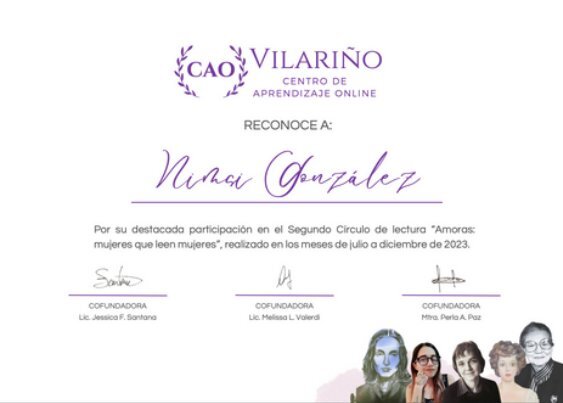 CAO
VILARIÑO
CENTRO DE
APRENDIZAJE ONLINE
RECONOCE A:
Nimsi González
Por su destacada participación en el Segundo Círculo de lectura “Amoras:
mujeres que leen mujeres”, realizado en los meses de julio a diciembre de 2023.
COFUNDADORA
Lic. Jessica F. Santana
COFUNDADORA
Lic. Melissa L. Valerdi
COFUNDADORA
Mtra. Perla A. Paz